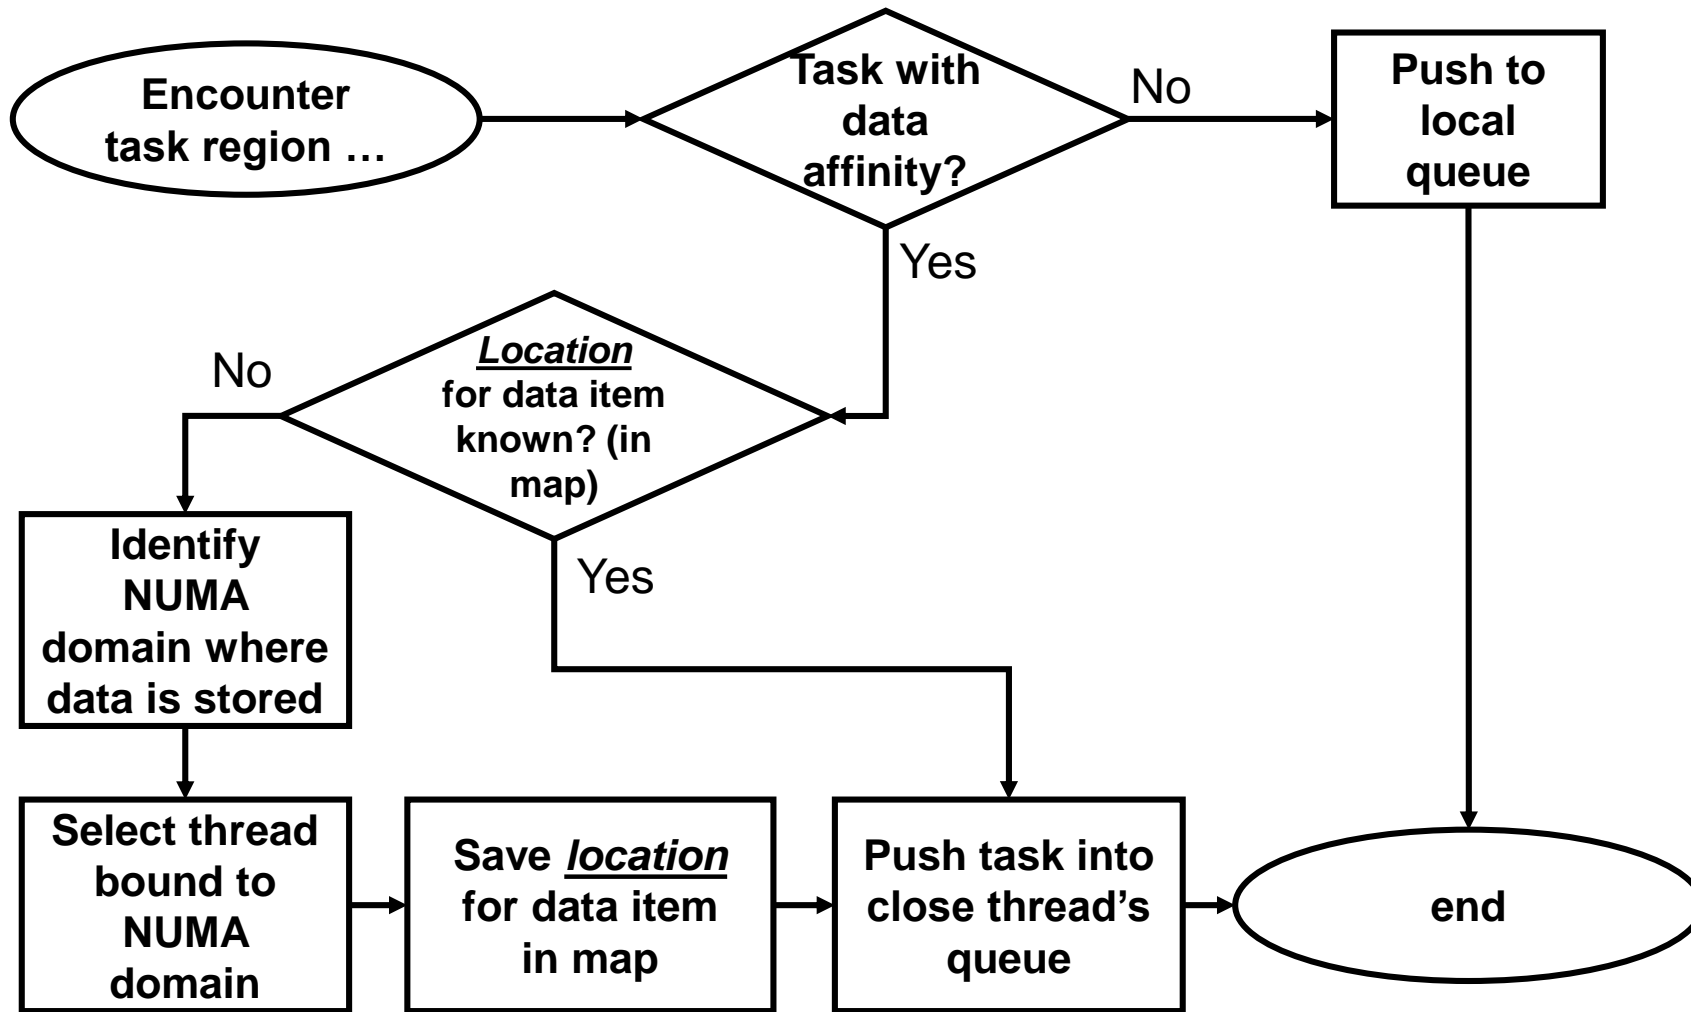 Encounter
task region …
Task with
data
affinity?
No
Push to
local
queue
Yes
Location
for data item
known? (in
map)
No
Yes
Identify
NUMA
domain where
data is stored
Select thread
bound to
NUMA
domain
Save location
for data item
in map
Push task into
close thread’s
queue
end